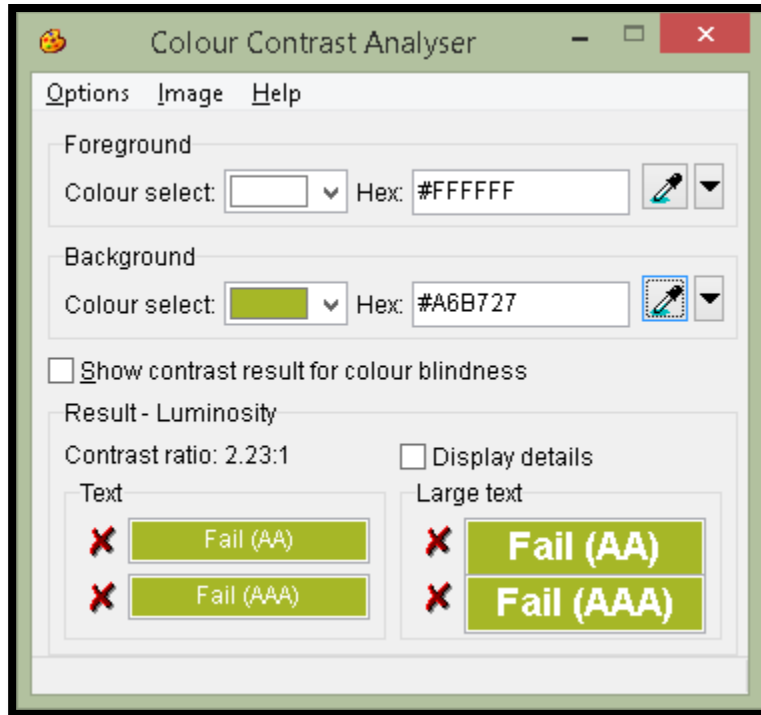 Colour Contrast Analyser
Options Image Help
Foreground
Colour select: Hex: #FFFFFF
Background
Colour select: Hex: #A6B727
Show contrast result for colour blindness
Result - Luminosity
Contrast ratio: 2.23:1 Display details
Text
Fail (AA)
Fail (AAA)
Large text
Fail (AA)
Fail (AAA)